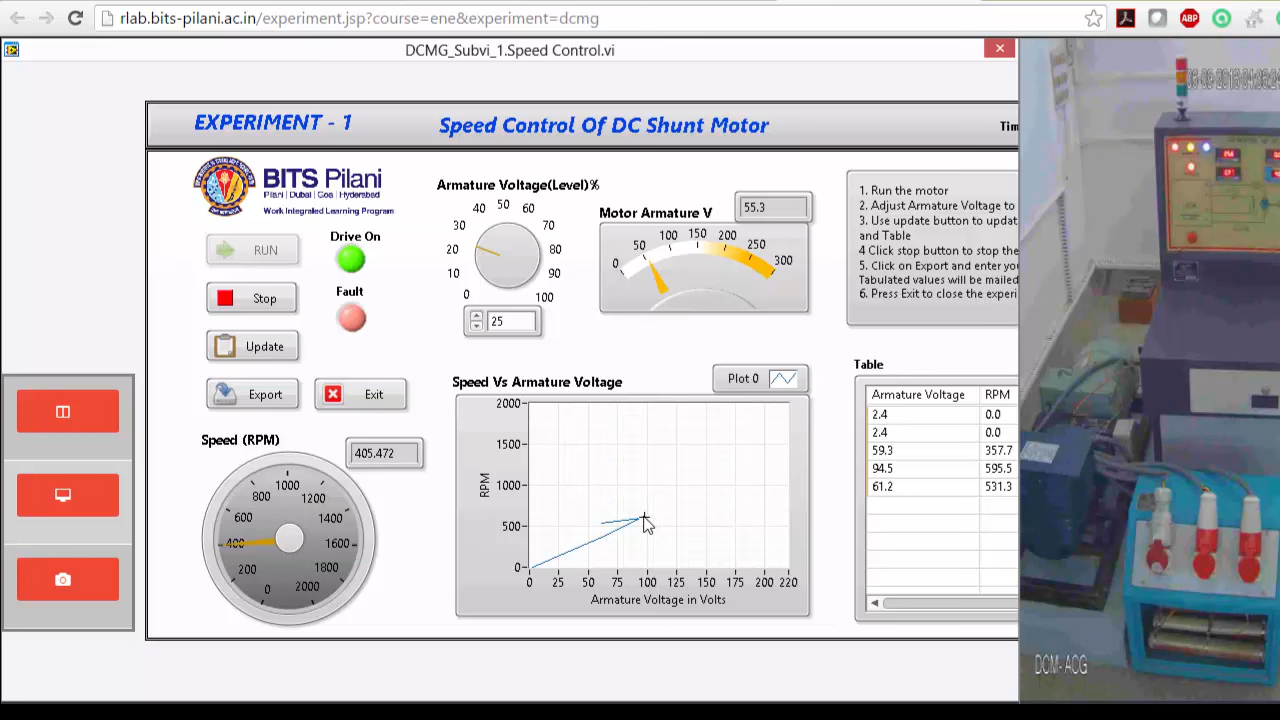 rlab.bits-pilani.ac.in/experiment.jsp?course=ene&experiment=dcmg
ABP
DCMG_Subvi_1.Speed Control.vi
EXPERIMENT - 1
Speed Control Of DC Shunt Motor
Tim
BITS Pilani
Pilani | Dubai | Goa | Hyderabad
Work Integrated Learning Program
RUN
Drive On
Stop
Fault
Update
Export
Exit
Armature Voltage(Level)%
0 10 20 30 40 50 60 70 80 90 100
25
Motor Armature V
55.3
0 50 100 150 200 250 300
1. Run the motor
2. Adjust Armature Voltage to
3. Use update button to updat
and Table
4 Click stop button to stop the
5. Click on Export and enter you
Tabulated values will be mailed
6. Press Exit to close the experi
Speed (RPM)
405.472
0 200 400 600 800 1000 1200 1400 1600 1800 2000
Speed Vs Armature Voltage
Plot 0
RPM
2000
1500
1000
500
0
0 25 50 75 100 125 150 175 200 220
Armature Voltage in Volts
Table
Armature Voltage RPM
2.4 0.0
2.4 0.0
59.3 357.7
94.5 595.5
61.2 531.3
DCM-ACG